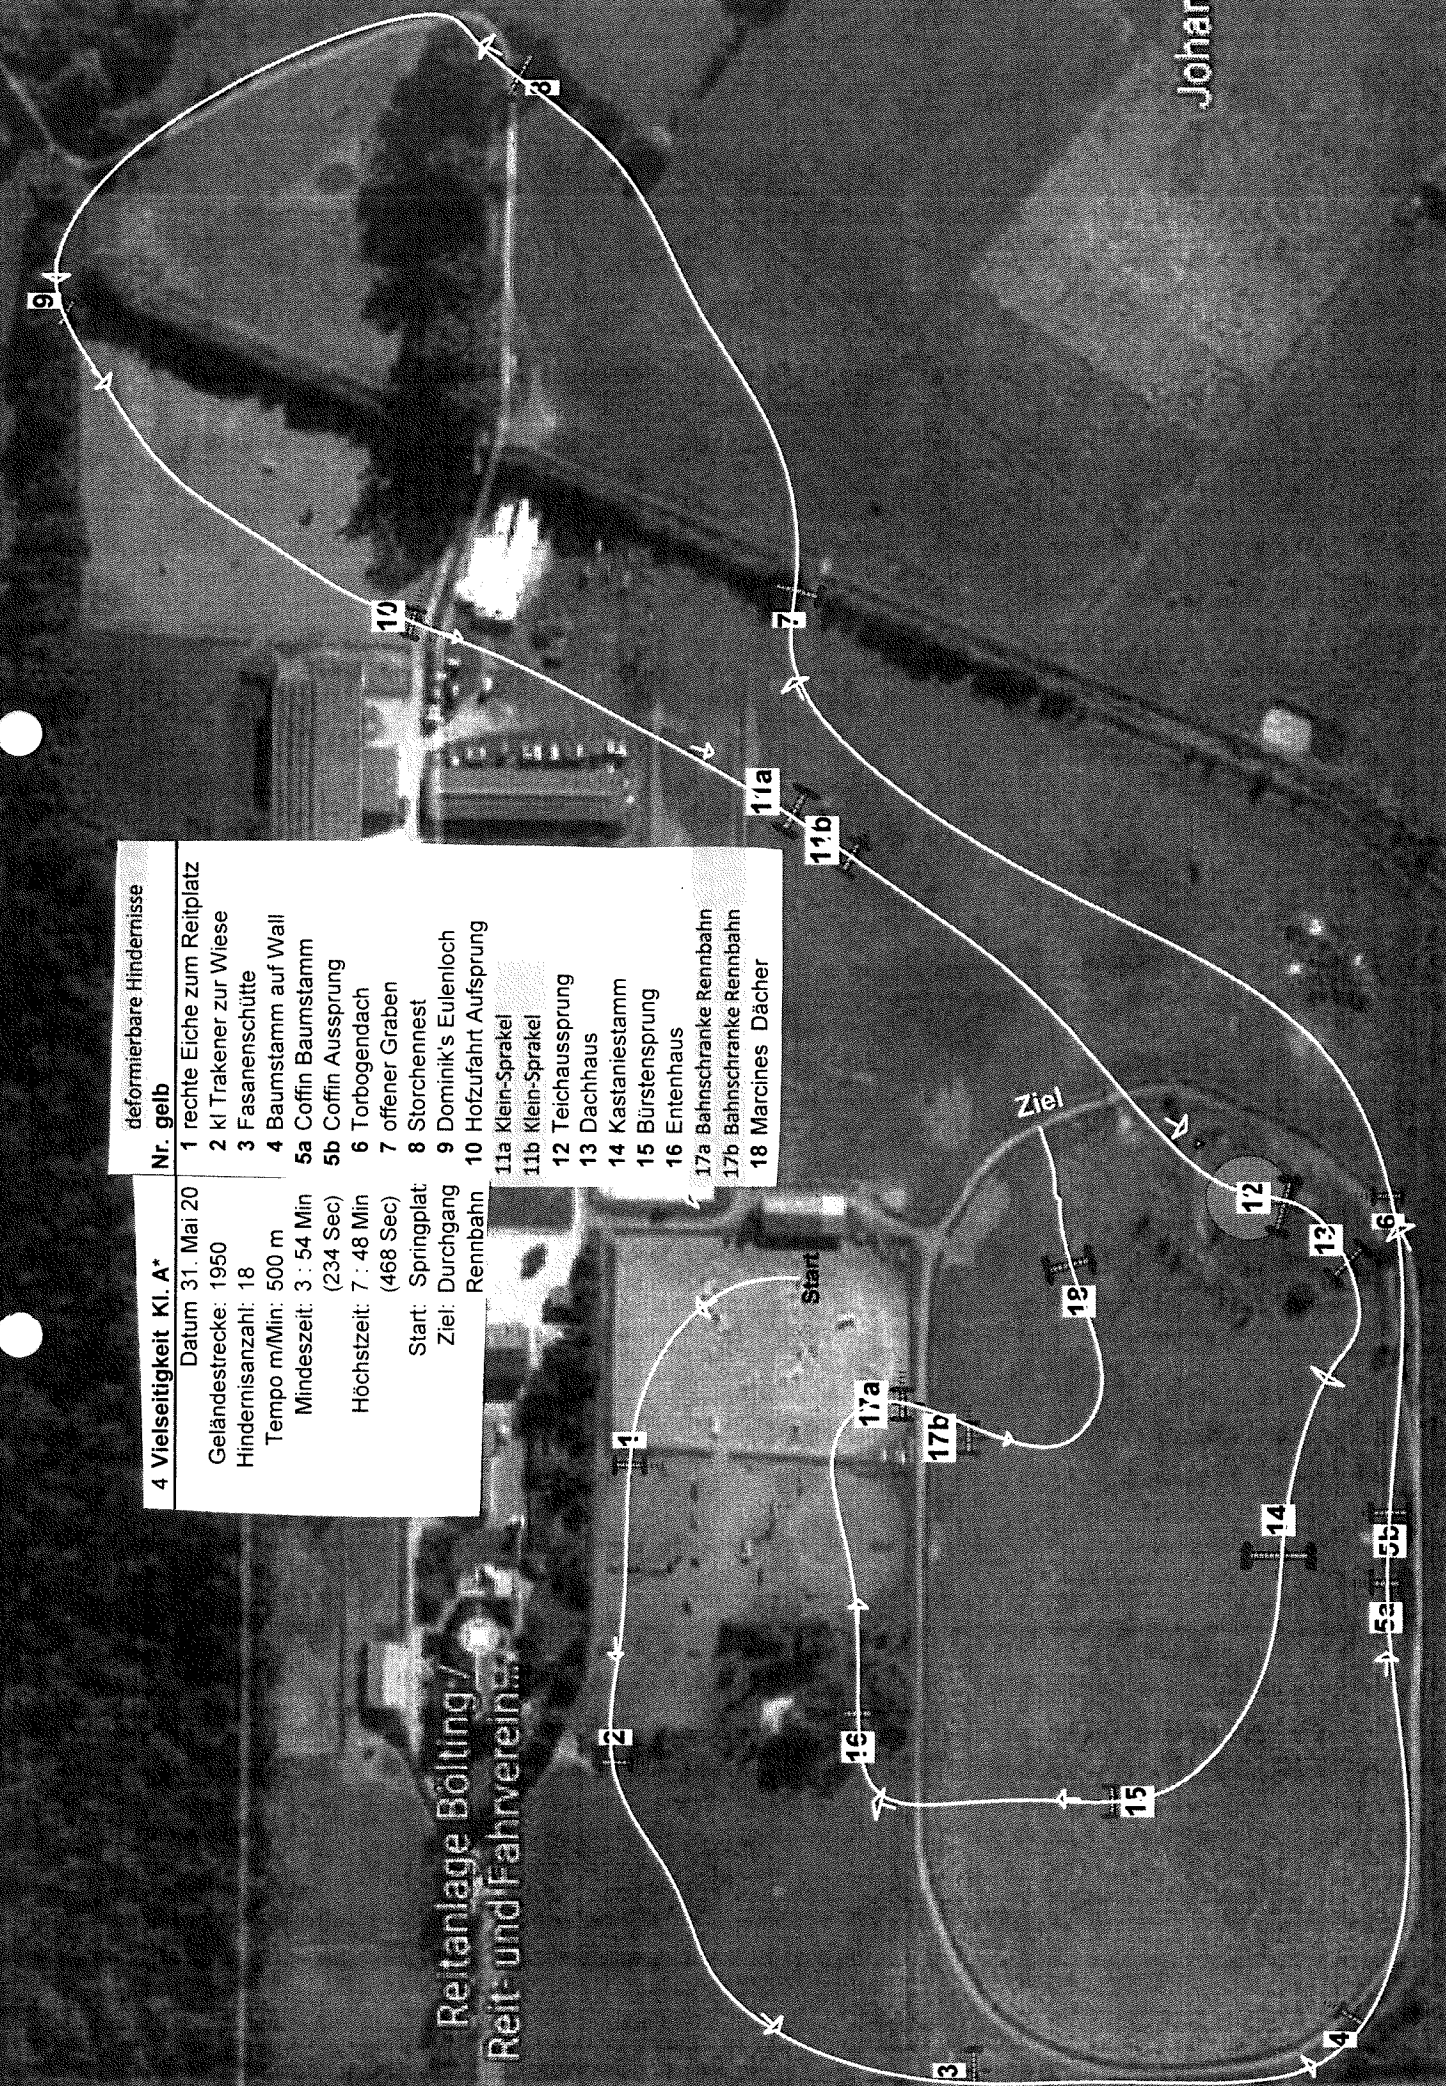 4 Vielseitigkeit Kl. A*
Datum 31. Mai 20
Geländestrecke: 1950
Hindernisanzahl: 18
Tempo m/Min: 500 m
Mindeszeit: 3 : 54 Min
(234 Sec)
Höchstzeit: 7 : 48 Min
(468 Sec)
Start: Springplat
Ziel: Durchgang
Rennbahn
deformierbare Hindernisse
Nr. gelb
1 rechte Eiche zum Reitplatz
2 kl Trakener zur Wiese
3 Fasanenschütte
4 Baumstamm auf Wall
5a Coffin Baumstamm
5b Coffin Aussprung
6 Torbogendach
7 offener Graben
8 Storchennest
9 Dominik's Eulenloch
10 Hofzufahrt Aufsprung
11a Klein-Sprakel
11b Klein-Sprakel
12 Teichaussprung
13 Dachhaus
14 Kastaniestamm
15 Bürstensprung
16 Entenhaus
17a Bahnschranke Rennbahn
17b Bahnschranke Rennbahn
18 Marcines Dächer
Reitanlage Bölting /
Reit- und Fahrverein...
Johan
Start
1
2
3
4
5a
5b
6
7
8
9
10
11a
11b
12
13
14
15
16
17a
17b
18
Ziel